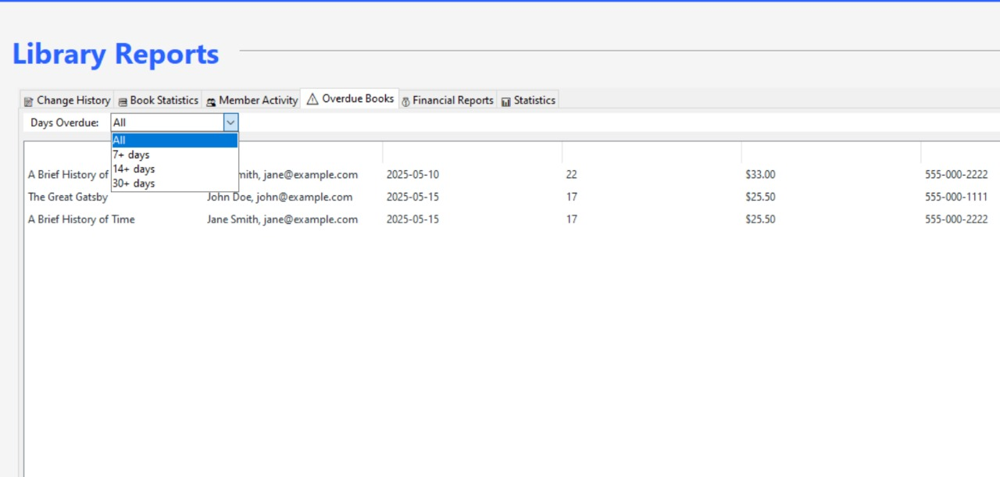 Library Reports
Change History Book Statistics Member Activity Overdue Books Financial Reports Statistics
Days Overdue: All
All
7+ days
14+ days
30+ days
A Brief History of mith, jane@example.com 2025-05-10 22 $33.00 555-000-2222
The Great Gatsby John Doe, john@example.com 2025-05-15 17 $25.50 555-000-1111
A Brief History of Time Jane Smith, jane@example.com 2025-05-15 17 $25.50 555-000-2222